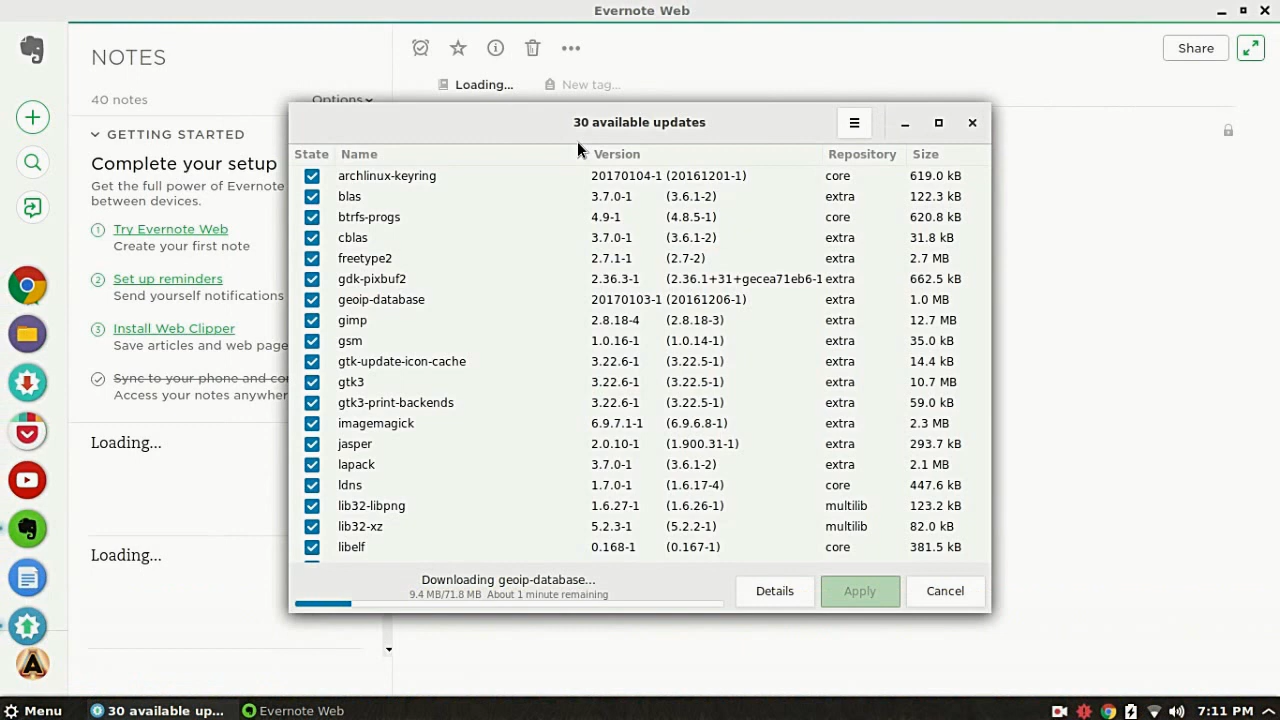 Evernote Web
NOTES
40 notes
Options
GETTING STARTED
Complete your setup
Get the full power of Evernote
between devices.
1 Try Evernote Web
Create your first note
2 Set up reminders
Send yourself notifications
3 Install Web Clipper
Save articles and web page
Sync to your phone and co
Access your notes anywher
Loading...
Loading...
Share
Loading...
New tag...
30 available updates
State Name Version Repository Size
archlinux-keyring 20170104-1 (20161201-1) core 619.0 kB
blas 3.7.0-1 (3.6.1-2) extra 122.3 kB
btrfs-progs 4.9-1 (4.8.5-1) core 620.8 kB
cblas 3.7.0-1 (3.6.1-2) extra 31.8 kB
freetype2 2.7.1-1 (2.7-2) extra 2.7 MB
gdk-pixbuf2 2.36.3-1 (2.36.1+31+gecea71eb6-1 extra 662.5 kB
geoip-database 20170103-1 (20161206-1) extra 1.0 MB
gimp 2.8.18-4 (2.8.18-3) extra 12.7 MB
gsm 1.0.16-1 (1.0.14-1) extra 35.0 kB
gtk-update-icon-cache 3.22.6-1 (3.22.5-1) extra 14.4 kB
gtk3 3.22.6-1 (3.22.5-1) extra 10.7 MB
gtk3-print-backends 3.22.6-1 (3.22.5-1) extra 59.0 kB
imagemagick 6.9.7.1-1 (6.9.6.8-1) extra 2.3 MB
jasper 2.0.10-1 (1.900.31-1) extra 293.7 kB
lapack 3.7.0-1 (3.6.1-2) extra 2.1 MB
ldns 1.7.0-1 (1.6.17-4) core 447.6 kB
lib32-libpng 1.6.27-1 (1.6.26-1) multilib 123.2 kB
lib32-xz 5.2.3-1 (5.2.2-1) multilib 82.0 kB
libelf 0.168-1 (0.167-1) core 381.5 kB
Downloading geoip-database...
9.4 MB/71.8 MB About 1 minute remaining
Details
Apply
Cancel
Menu
30 available up...
Evernote Web
7:11 PM